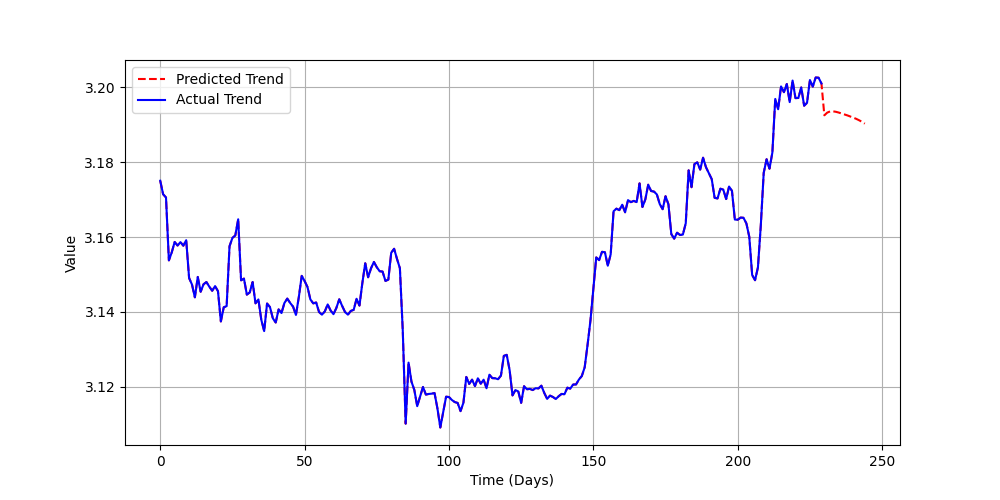 Predicted Trend
Actual Trend
3.20
3.18
3.16
3.14
3.12
Value
0 50 100 150 200 250
Time (Days)